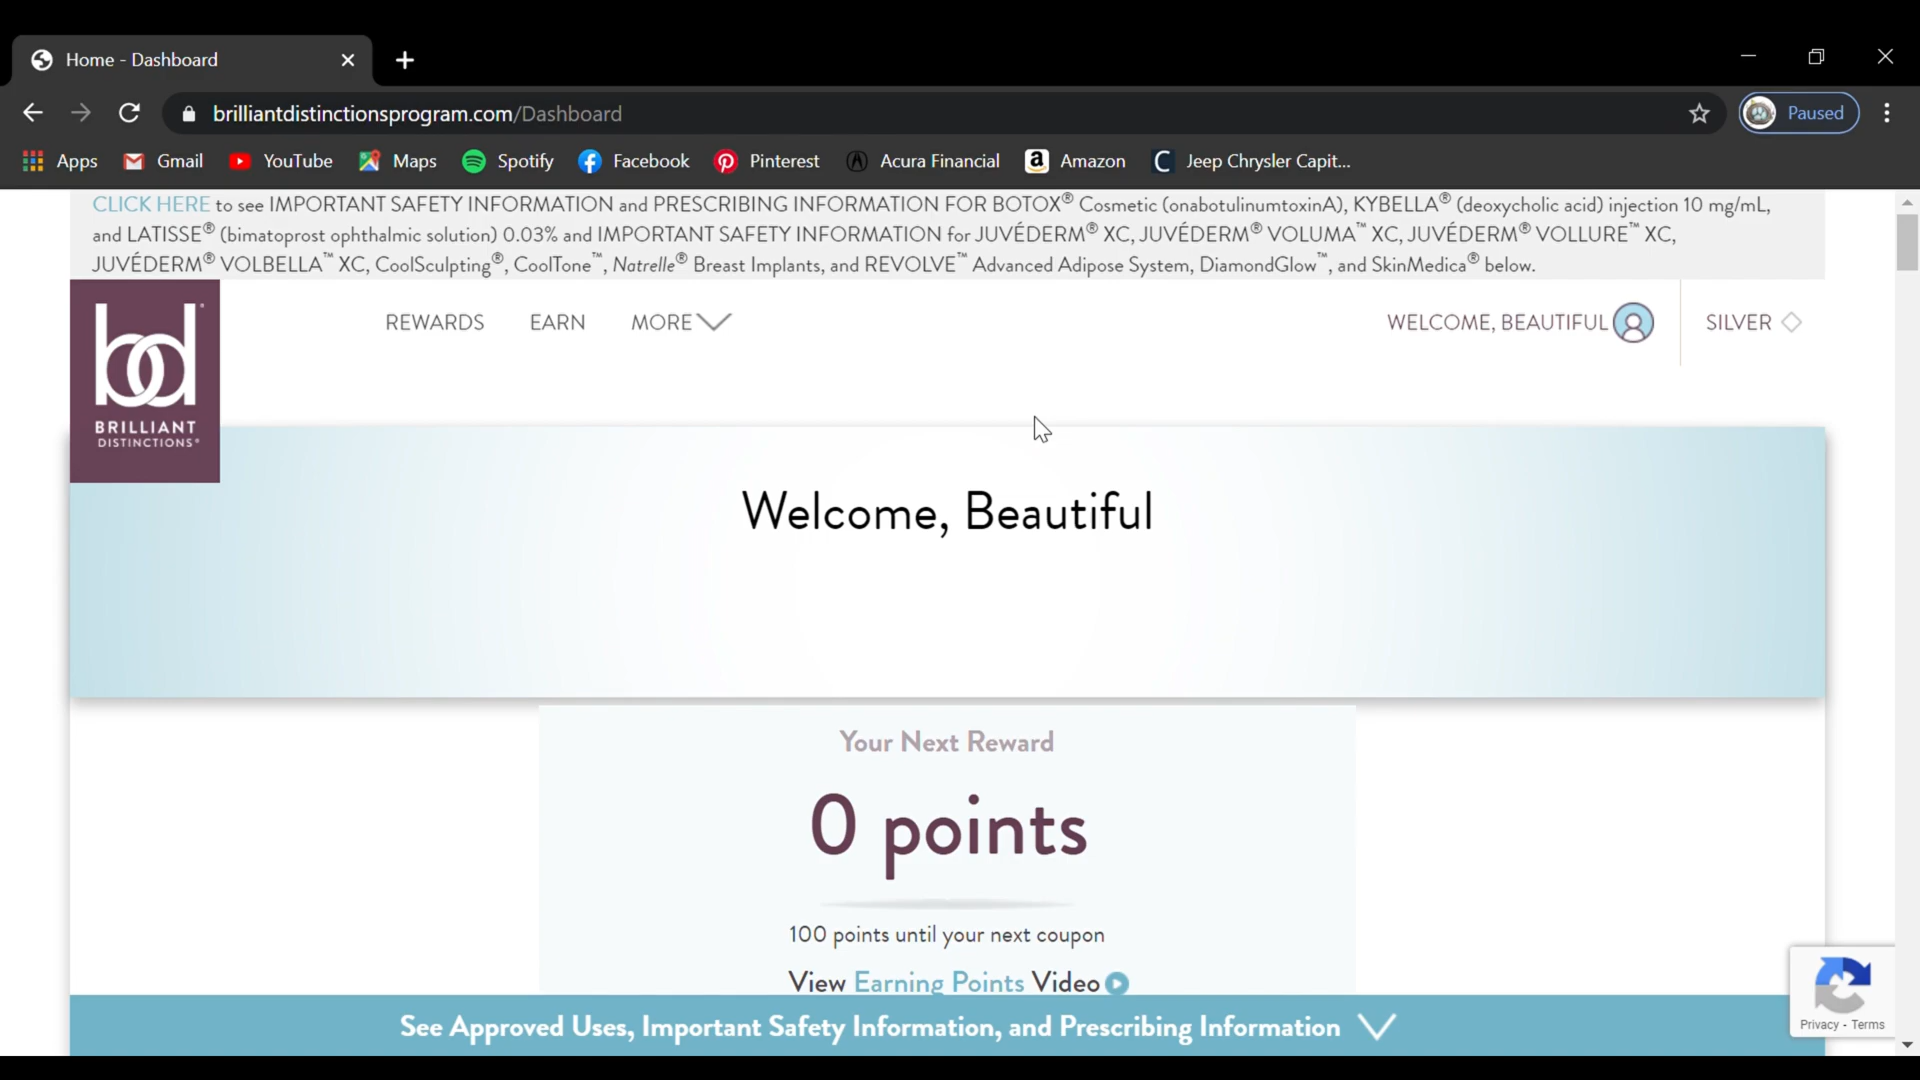 Home - Dashboard
brilliantdistinctionsprogram.com/Dashboard
Paused
Apps Gmail YouTube Maps Spotify Facebook Pinterest Acura Financial Amazon Jeep Chrysler Capit...
CLICK HERE to see IMPORTANT SAFETY INFORMATION and PRESCRIBING INFORMATION FOR BOTOX® Cosmetic (onabotulinumtoxinA), KYBELLA® (deoxycholic acid) injection 10 mg/mL,
and LATISSE® (bimatoprost ophthalmic solution) 0.03% and IMPORTANT SAFETY INFORMATION for JUVÉDERM® XC, JUVÉDERM® VOLUMA™ XC, JUVÉDERM® VOLLURE™ XC,
JUVÉDERM® VOLBELLA™ XC, CoolSculpting®, CoolTone™, Natrelle® Breast Implants, and REVOLVE™ Advanced Adipose System, DiamondGlow™, and SkinMedica® below.
bd
BRILLIANT
DISTINCTIONS®
REWARDS EARN MORE WELCOME, BEAUTIFUL SILVER
Welcome, Beautiful
Your Next Reward
0 points
100 points until your next coupon
View Earning Points Video
See Approved Uses, Important Safety Information, and Prescribing Information
Privacy - Terms